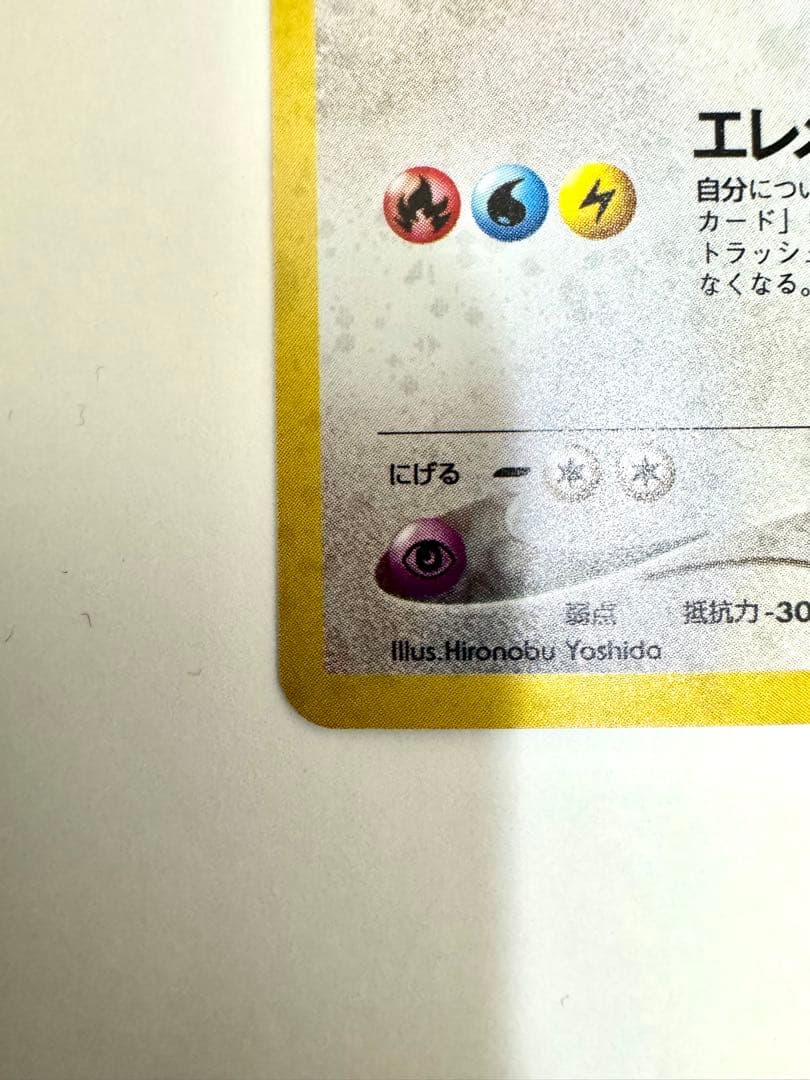 エレ
自分につい
カード」
トラッシュ
なくなる。
にげる
弱点 抵抗力 -30
Illus.Hironobu Yoshida